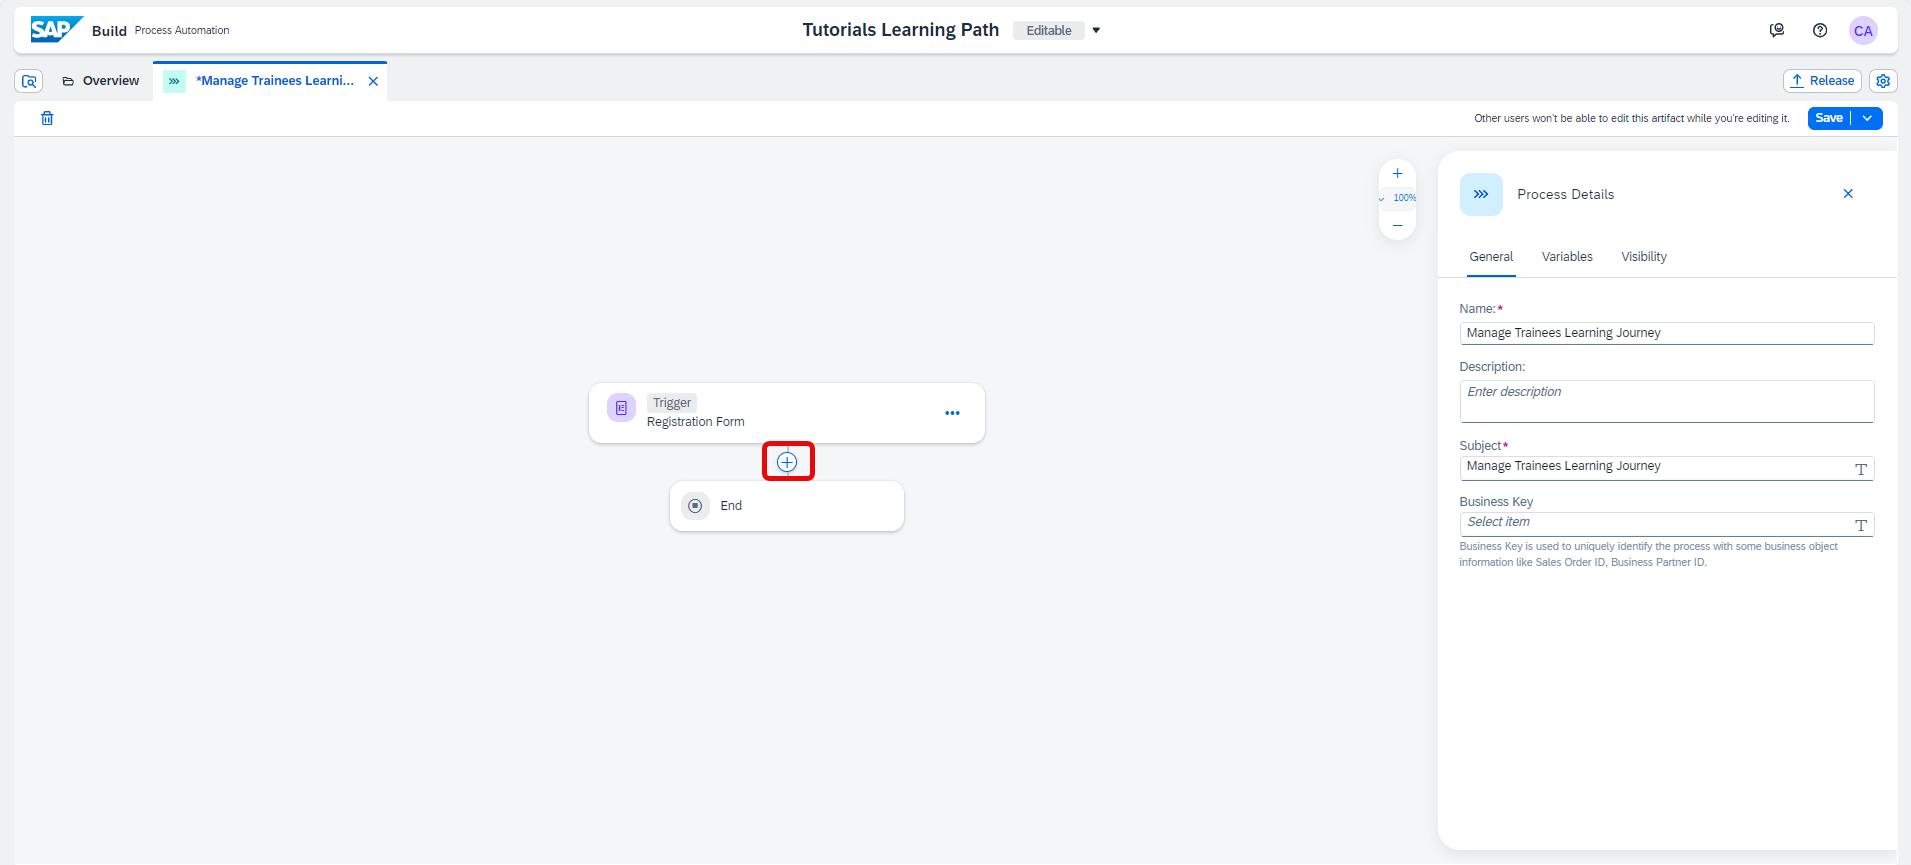 SAP Build Process Automation
Tutorials Learning Path Editable
CA
Overview
*Manage Trainees Learni...
Release
Other users won't be able to edit this artifact while you're editing it.
Save
100%
Trigger
Registration Form
End
Process Details
General Variables Visibility
Name:*
Manage Trainees Learning Journey
Description:
Enter description
Subject*
Manage Trainees Learning Journey
Business Key
Select item
Business Key is used to uniquely identify the process with some business object
information like Sales Order ID, Business Partner ID.